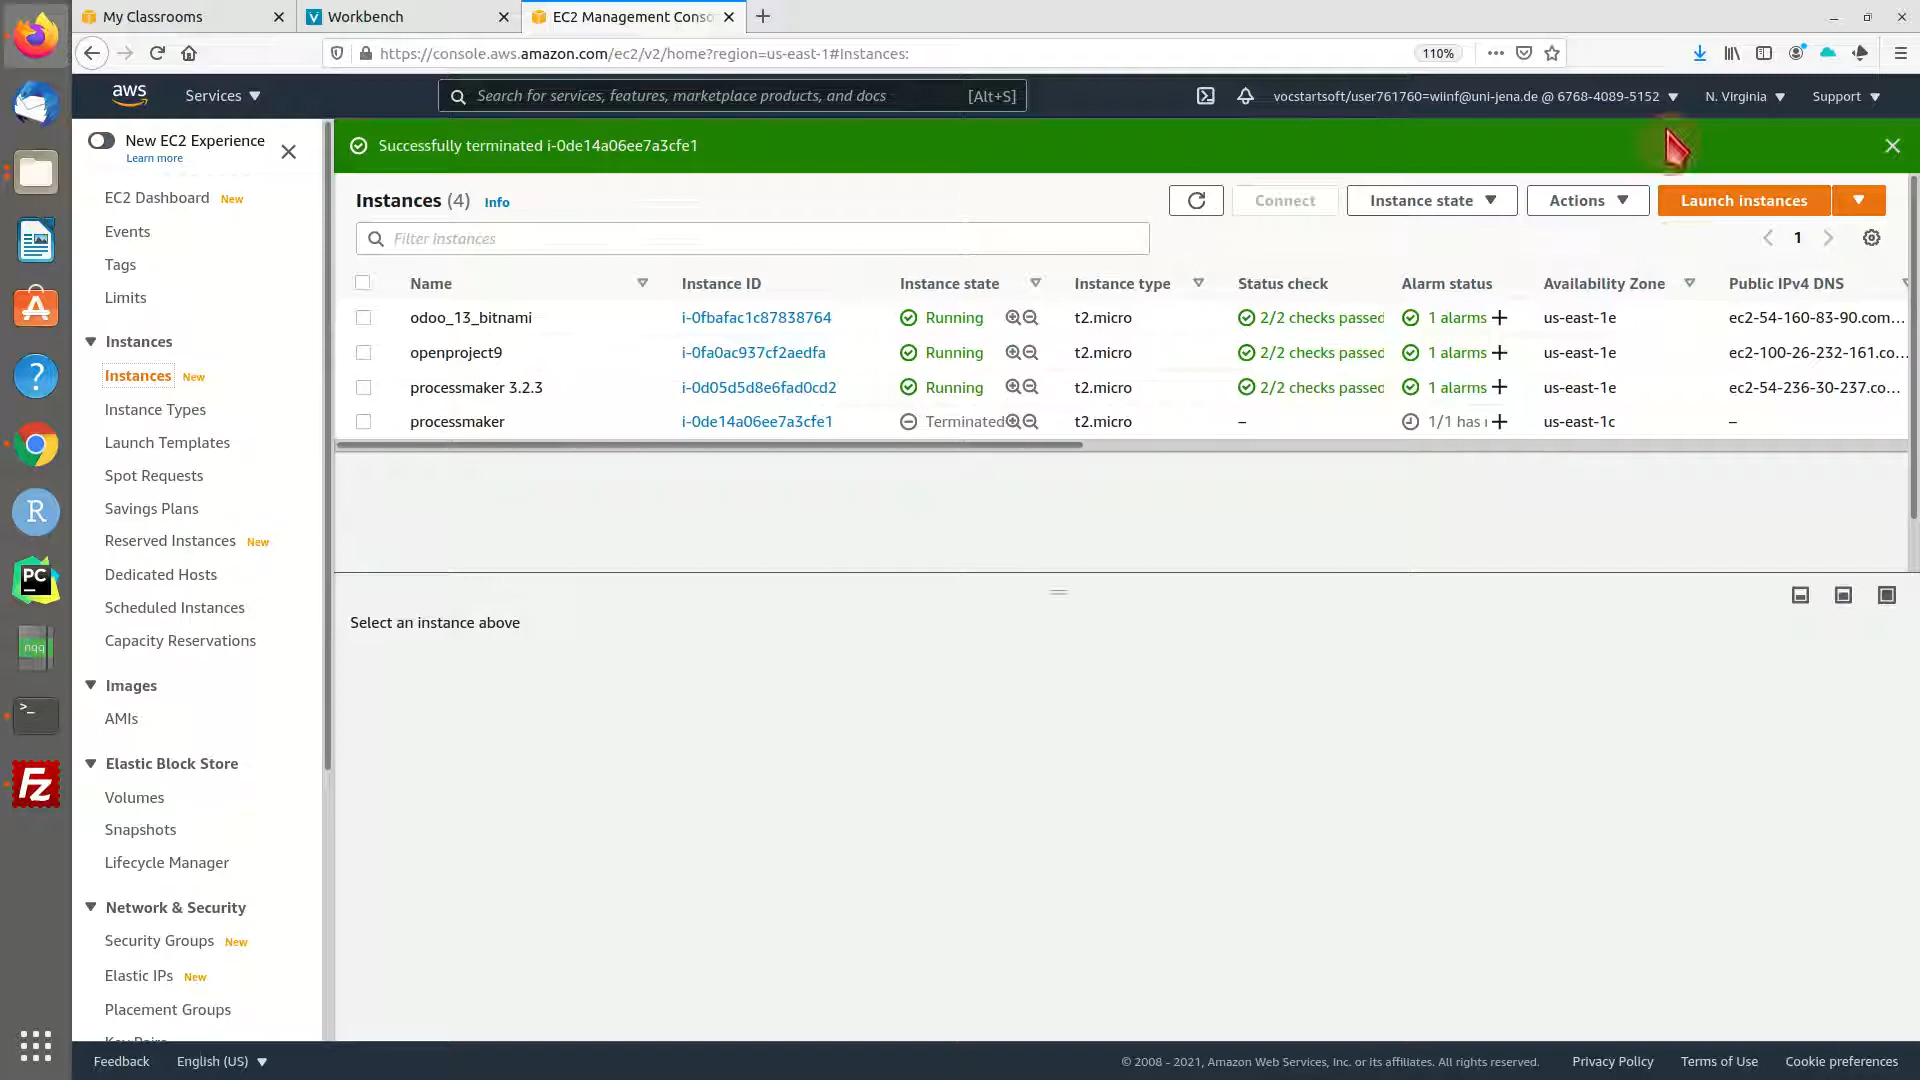 My Classrooms
Workbench
EC2 Management Conso
https://console.aws.amazon.com/ec2/v2/home?region=us-east-1#Instances:
110%
aws
Services
Search for services, features, marketplace products, and docs
[Alt+S]
vocstartsoft/user761760=wiinf@uni-jena.de @ 6768-4089-5152
N. Virginia
Support
New EC2 Experience
Learn more
Successfully terminated i-0de14a06ee7a3cfe1
EC2 Dashboard New
Events
Tags
Limits
Instances
Instances New
Instance Types
Launch Templates
Spot Requests
Savings Plans
Reserved Instances New
Dedicated Hosts
Scheduled Instances
Capacity Reservations
Images
AMIs
Elastic Block Store
Volumes
Snapshots
Lifecycle Manager
Network & Security
Security Groups New
Elastic IPs New
Placement Groups
Instances (4) Info
Connect
Instance state
Actions
Launch instances
Filter instances
1
Name Instance ID Instance state Instance type Status check Alarm status Availability Zone Public IPv4 DNS
odoo_13_bitnami i-0fbafac1c87838764 Running t2.micro 2/2 checks passed 1 alarms + us-east-1e ec2-54-160-83-90.com...
openproject9 i-0fa0ac937cf2aedfa Running t2.micro 2/2 checks passed 1 alarms + us-east-1e ec2-100-26-232-161.co...
processmaker 3.2.3 i-0d05d5d8e6fad0cd2 Running t2.micro 2/2 checks passed 1 alarms + us-east-1e ec2-54-236-30-237.co...
processmaker i-0de14a06ee7a3cfe1 Terminated t2.micro – 1/1 has + us-east-1c –
Select an instance above
R
PC
nqq
>_
Fz
Feedback
English (US)
© 2008 - 2021, Amazon Web Services, Inc. or its affiliates. All rights reserved.
Privacy Policy
Terms of Use
Cookie preferences